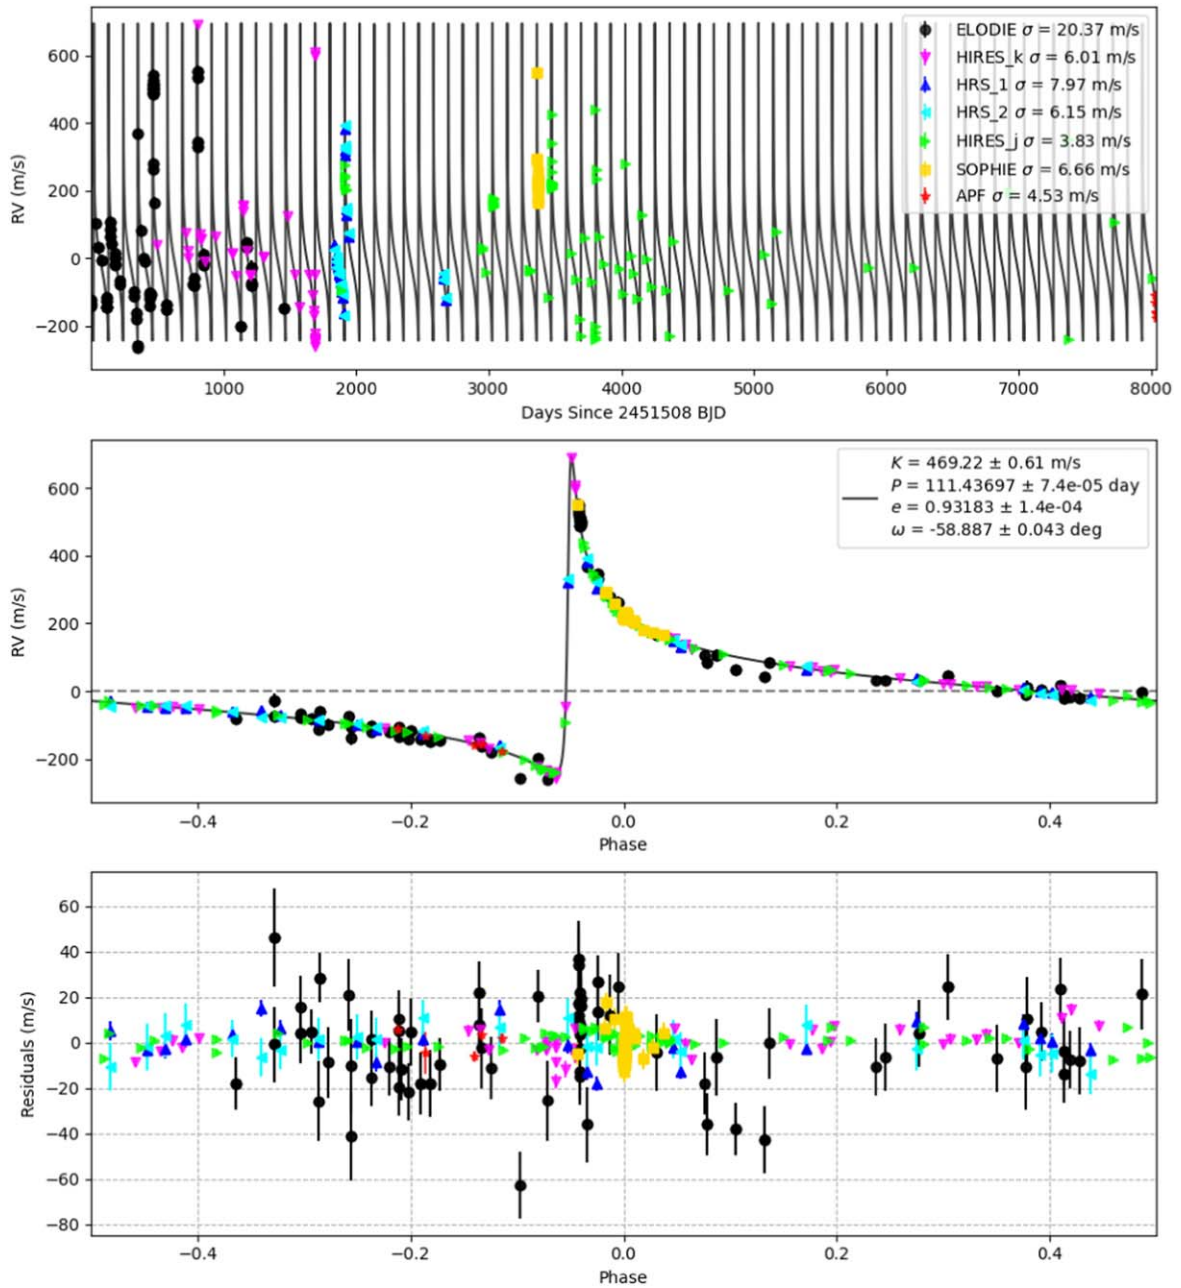 600
400
200
0
−200
RV (m/s)
ELODIE σ = 20.37 m/s
HIRES_k σ = 6.01 m/s
HRS_1 σ = 7.97 m/s
HRS_2 σ = 6.15 m/s
HIRES_j σ = 3.83 m/s
SOPHIE σ = 6.66 m/s
APF σ = 4.53 m/s
1000 2000 3000 4000 5000 6000 7000 8000
Days Since 2451508 BJD
600
400
200
0
−200
RV (m/s)
K = 469.22 ± 0.61 m/s
P = 111.43697 ± 7.4e-05 day
e = 0.93183 ± 1.4e-04
ω = -58.887 ± 0.043 deg
−0.4 −0.2 0.0 0.2 0.4
Phase
60
40
20
0
−20
−40
−60
−80
Residuals (m/s)
−0.4 −0.2 0.0 0.2 0.4
Phase